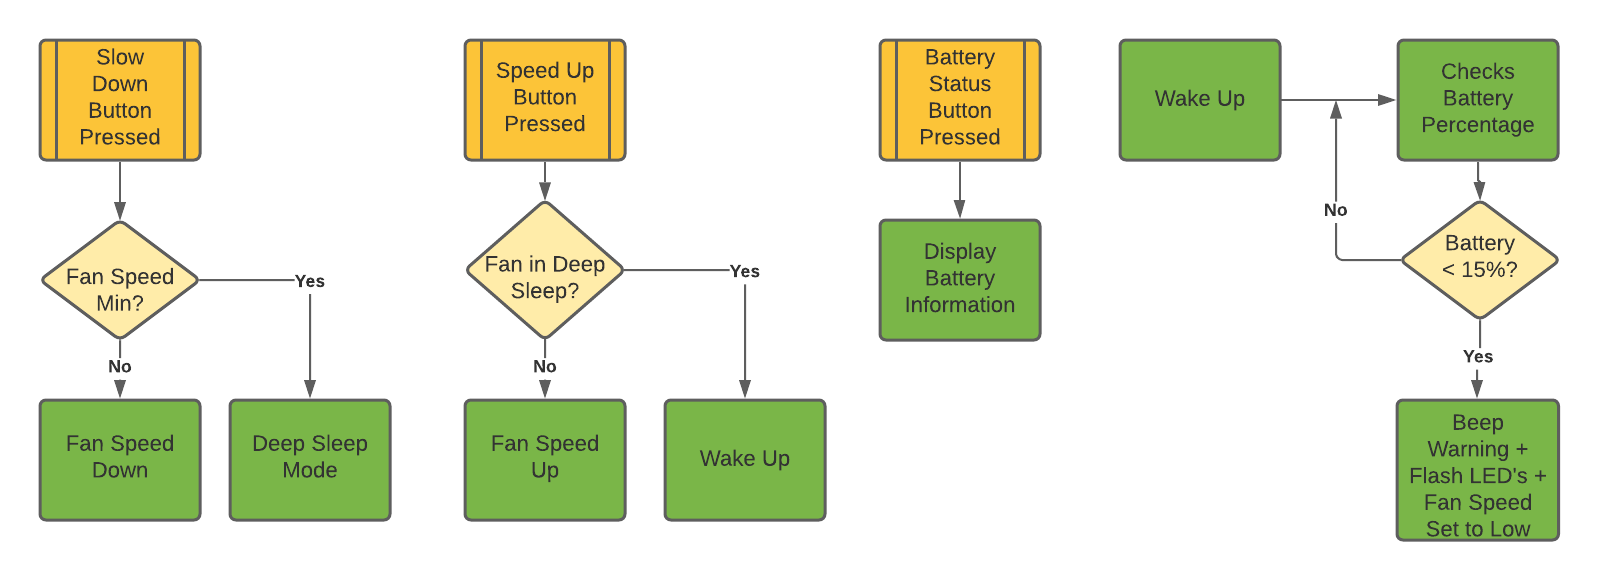 Slow
Down
Button
Pressed
Fan Speed
Min?
Yes
No
Fan Speed
Down
Deep Sleep
Mode
Speed Up
Button
Pressed
Fan in Deep
Sleep?
Yes
No
Fan Speed
Up
Wake Up
Battery
Status
Button
Pressed
Display
Battery
Information
Wake Up
Checks
Battery
Percentage
No
Battery
< 15%?
Yes
Beep
Warning +
Flash LED's +
Fan Speed
Set to Low